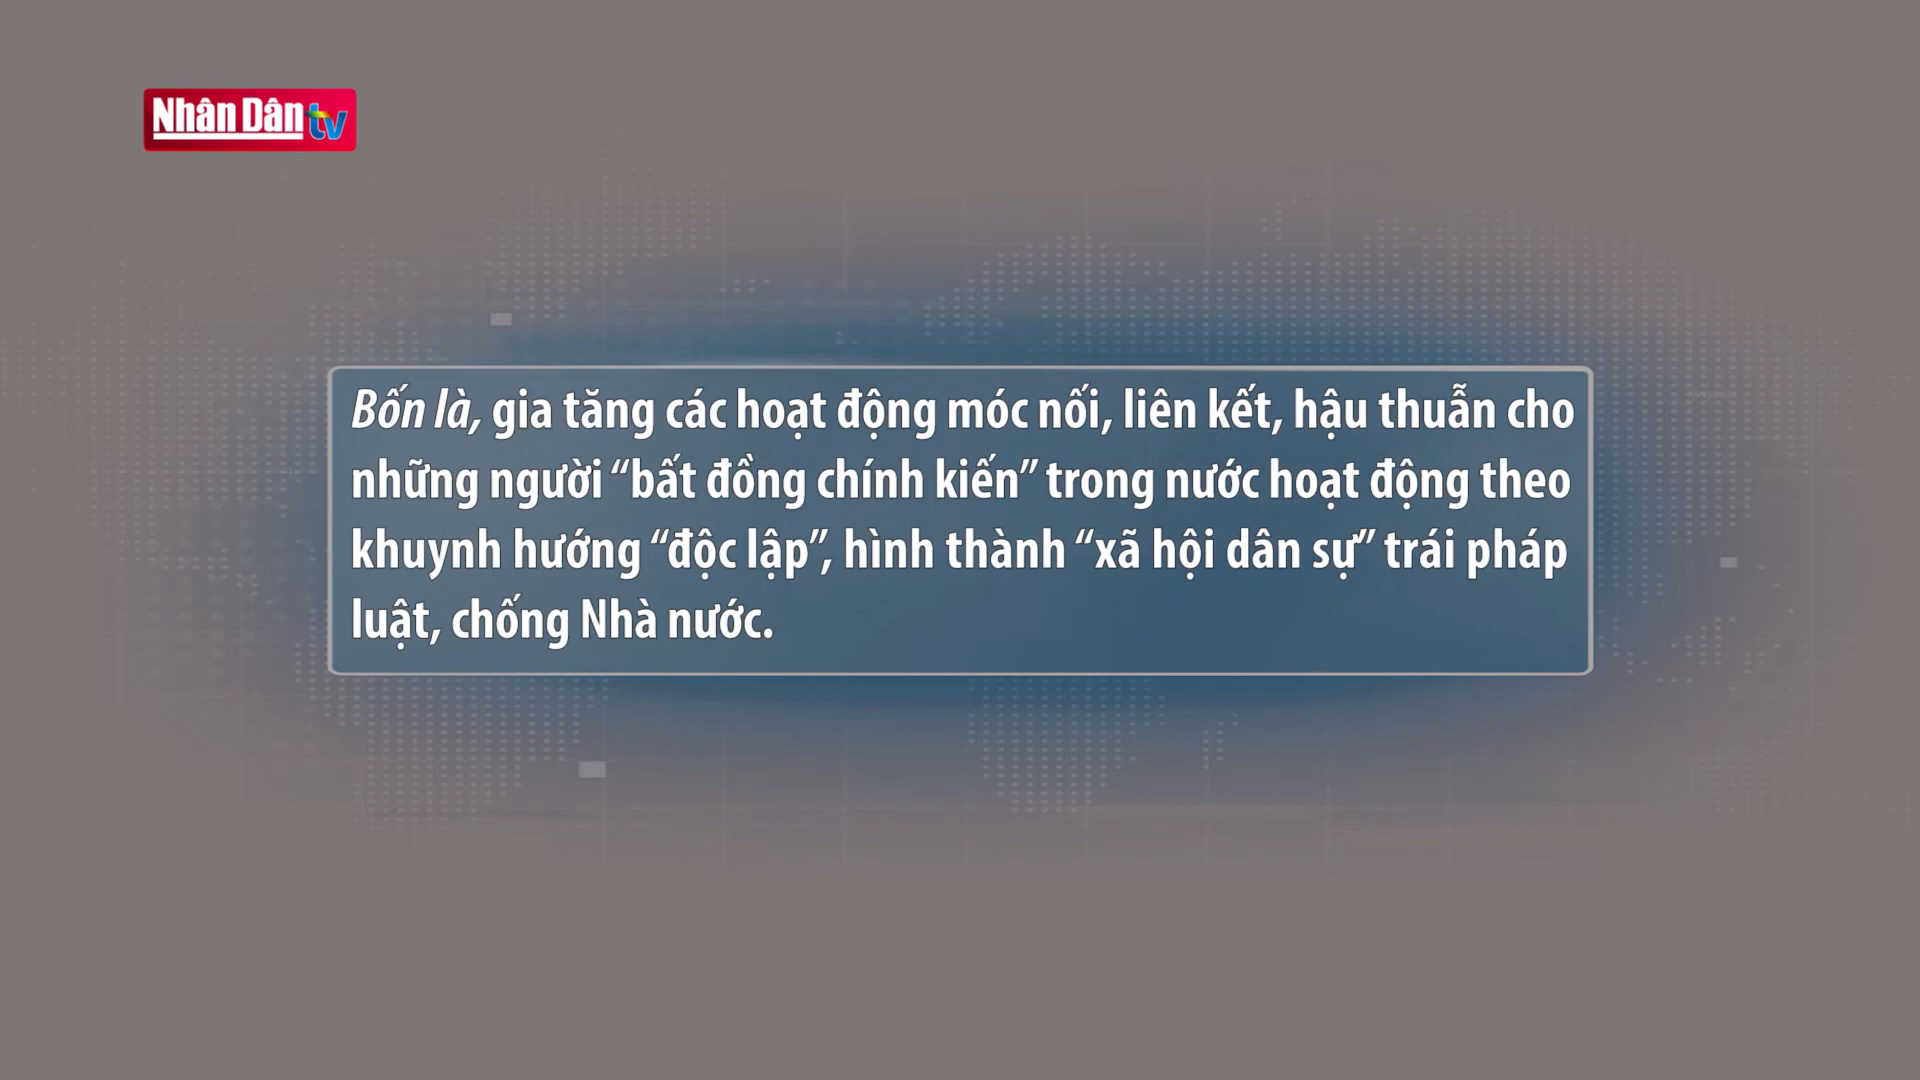 Nhân Dân tv
Bốn là, gia tăng các hoạt động móc nối, liên kết, hậu thuẫn cho
những người “bất đồng chính kiến” trong nước hoạt động theo
khuynh hướng “độc lập”, hình thành “xã hội dân sự” trái pháp
luật, chống Nhà nước.